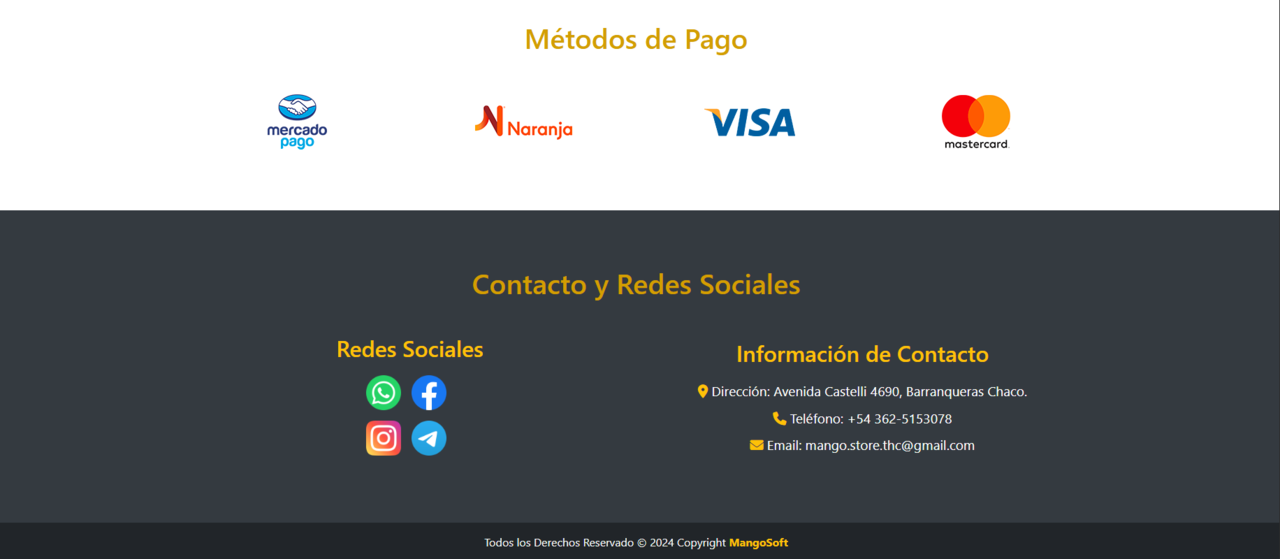 Métodos de Pago
mercado
pago
Naranja
VISA
mastercard.
Contacto y Redes Sociales
Redes Sociales
Información de Contacto
Dirección: Avenida Castelli 4690, Barranqueras Chaco.
Teléfono: +54 362-5153078
Email: mango.store.thc@gmail.com
Todos los Derechos Reservado © 2024 Copyright MangoSoft